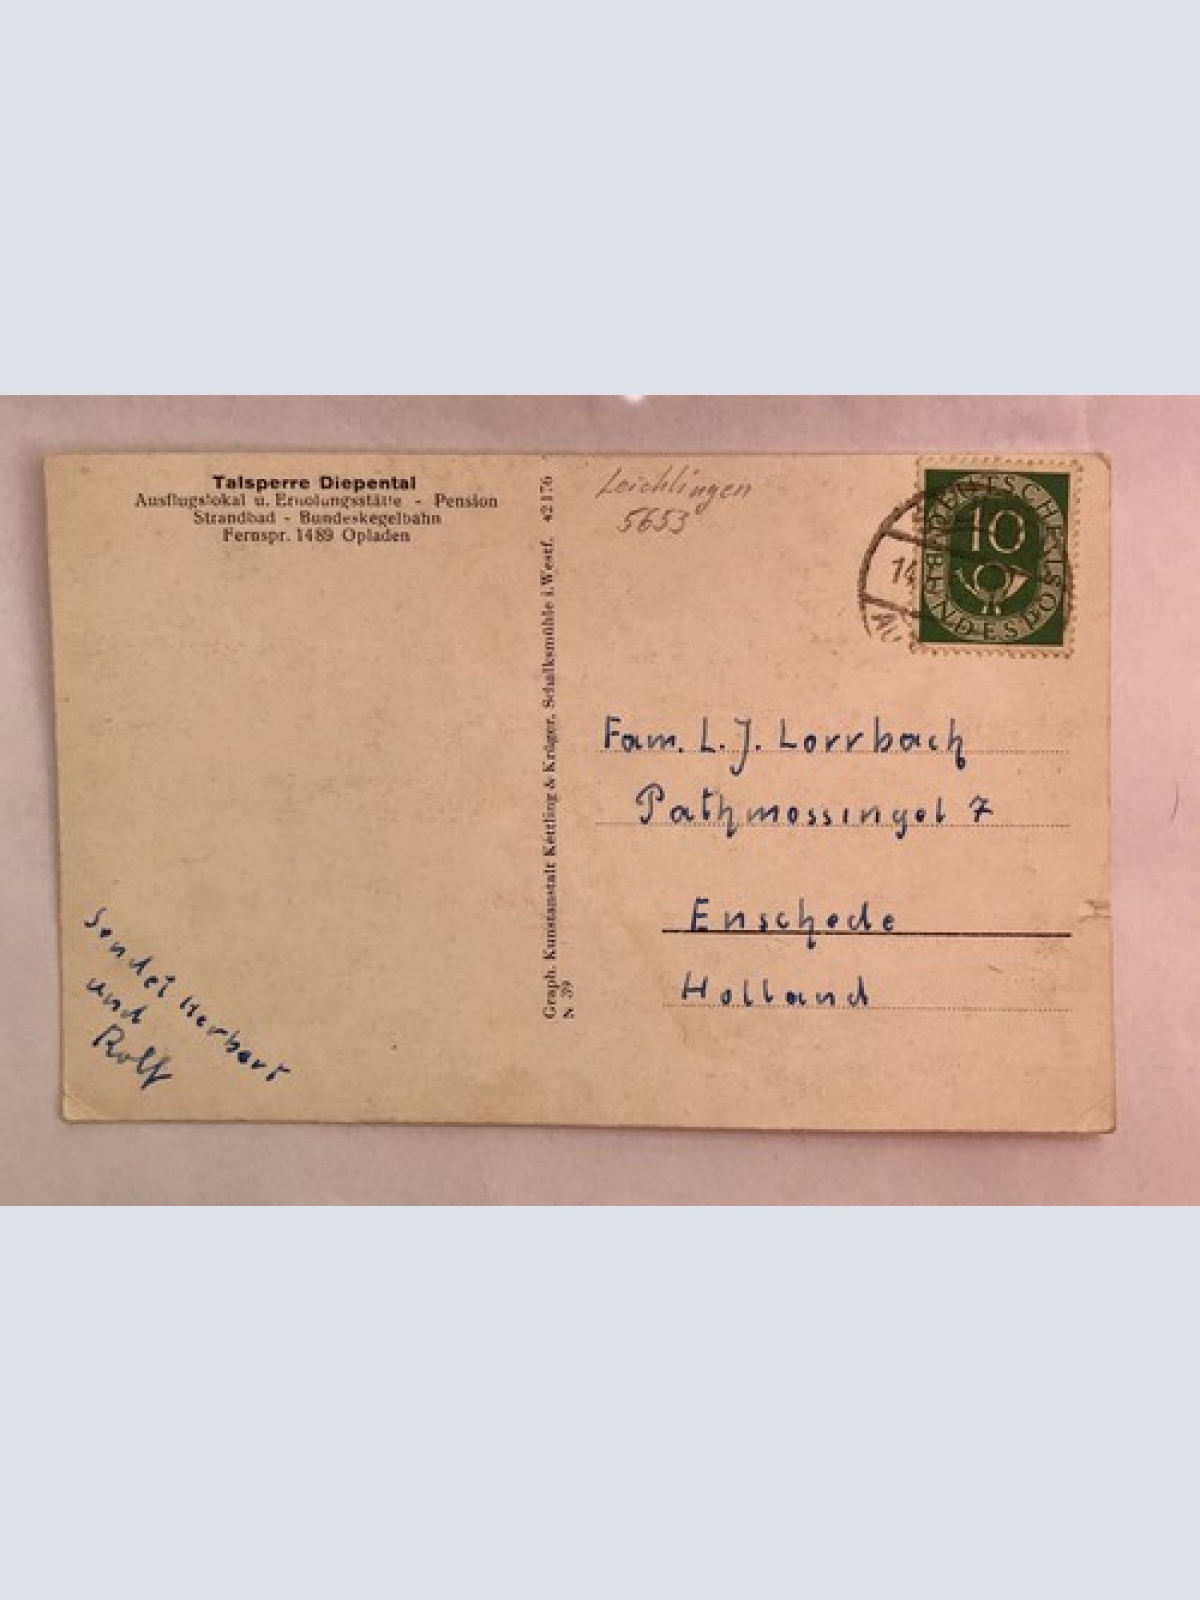 Talsperre Diepental
Ausflugslokal u. Erholungsstätte - Pension
Strandbad - Bundeskegelbahn
Fernspr. 1489 Opladen
Sendet Herbert
und
Rolf
Graph. Kunstanstalt Kettling & Krüger, Schalksmühle i. Westf. 42176
N 39
Leichlingen
5653
DEUTSCHE BUNDESPOST
10
14.
Fam. L. J. Lorrbach
Pathmossingel 7
Enschede
Holland